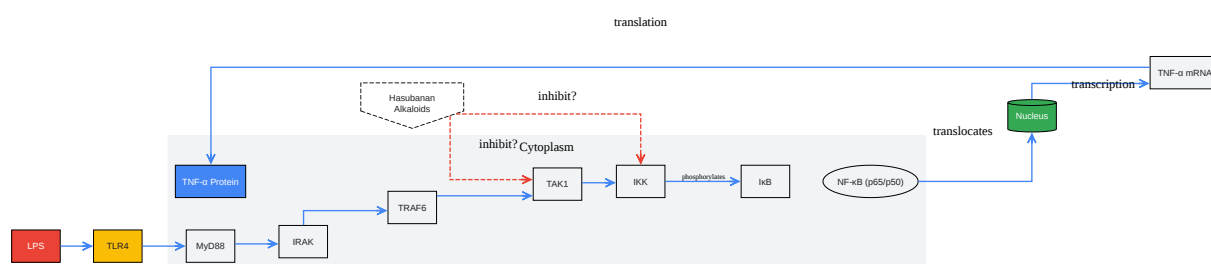 translation
TNF-α mRNA
transcription
Hasubanan
Alkaloids
inhibit?
Nucleus
translocates
inhibit?
Cytoplasm
TNF-α Protein
TAK1
IKK
phosphorylates
IκB
NF-κB (p65/p50)
TRAF6
LPS
TLR4
MyD88
IRAK